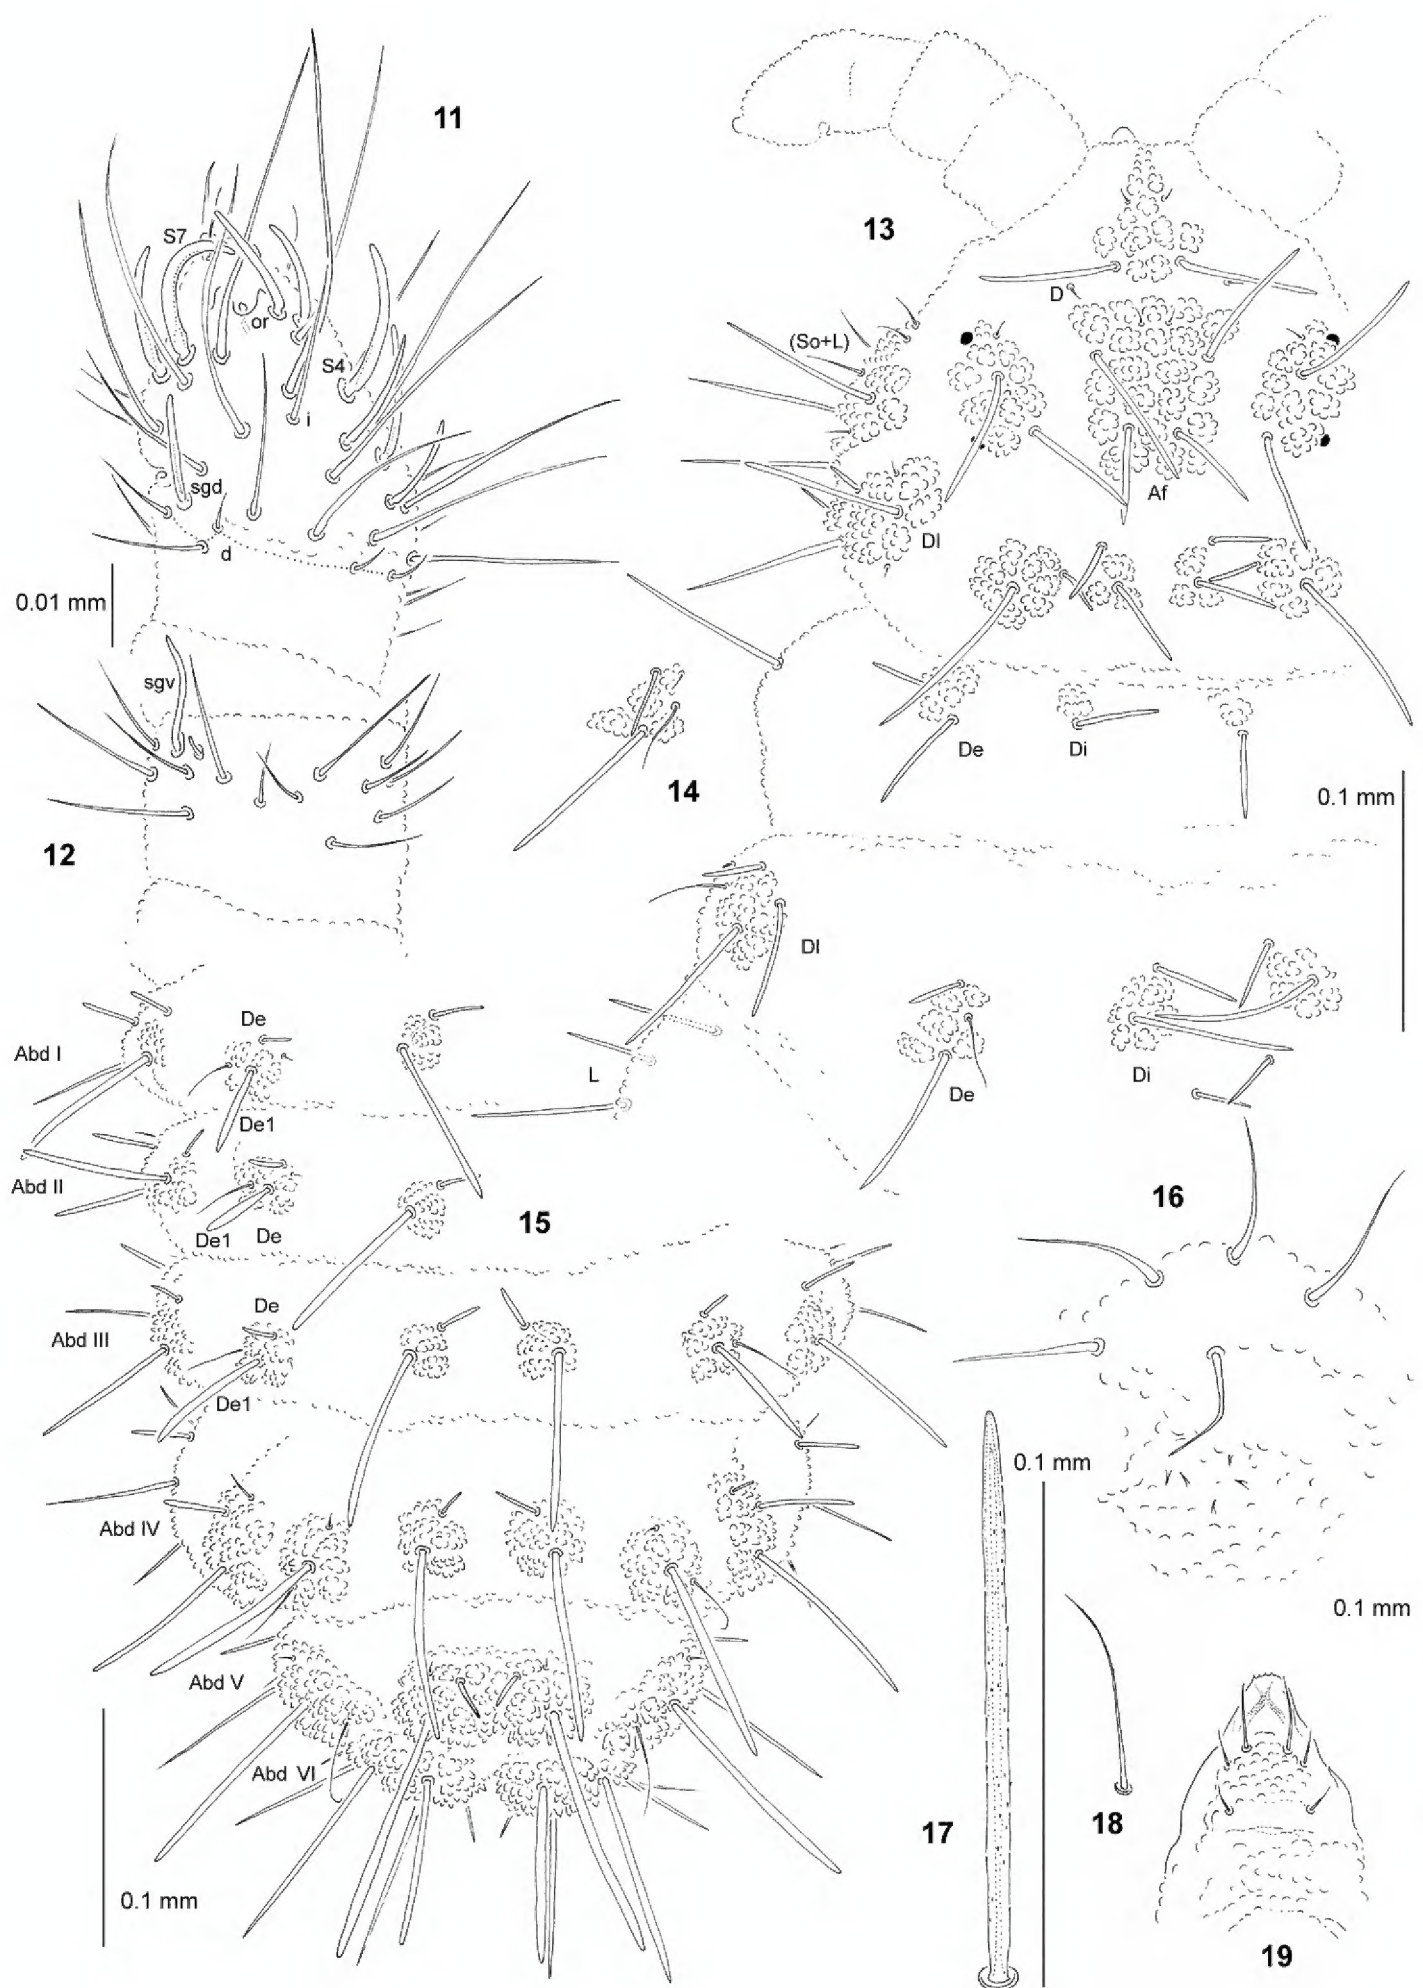 11
S7
or
S4
i
sgd
d
0.01 mm
sgv
12
13
D
(So+L)
Af
Dl
De
Di
0.1 mm
14
Dl
L
De
Di
De
Abd I
De1
Abd II
De1
De
15
De
Abd III
De1
Abd IV
Abd V
Abd VI
0.1 mm
16
0.1 mm
0.1 mm
17
18
19